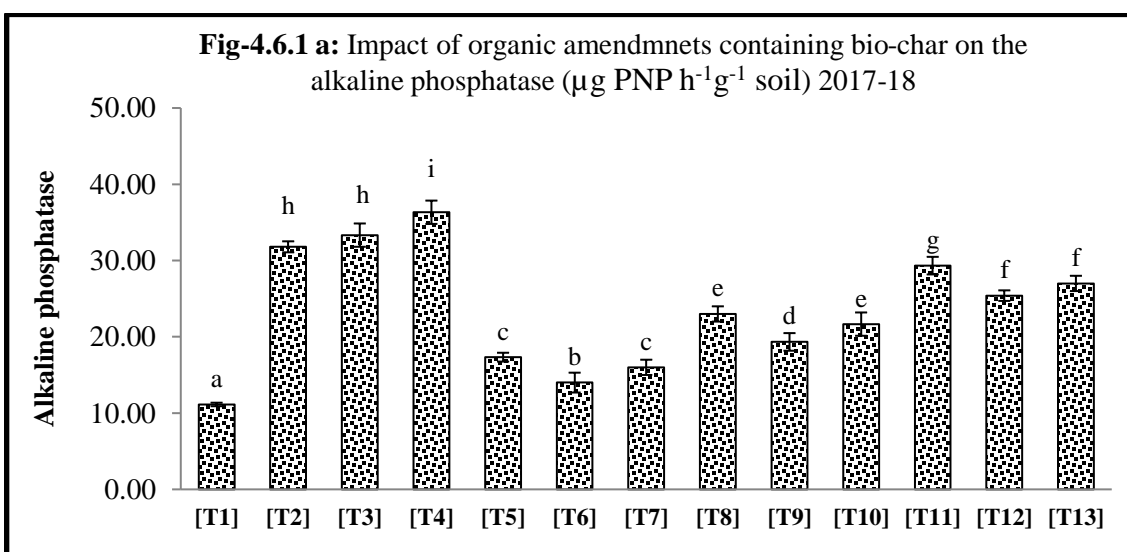 Fig-4.6.1 a: Impact of organic amendmnets containing bio-char on the
alkaline phosphatase (µg PNP h⁻¹g⁻¹ soil) 2017-18
50.00
40.00
30.00
20.00
10.00
0.00
Alkaline phosphatase
a
h
h
i
c
b
c
e
d
e
g
f
f
[T1] [T2] [T3] [T4] [T5] [T6] [T7] [T8] [T9] [T10] [T11] [T12] [T13]